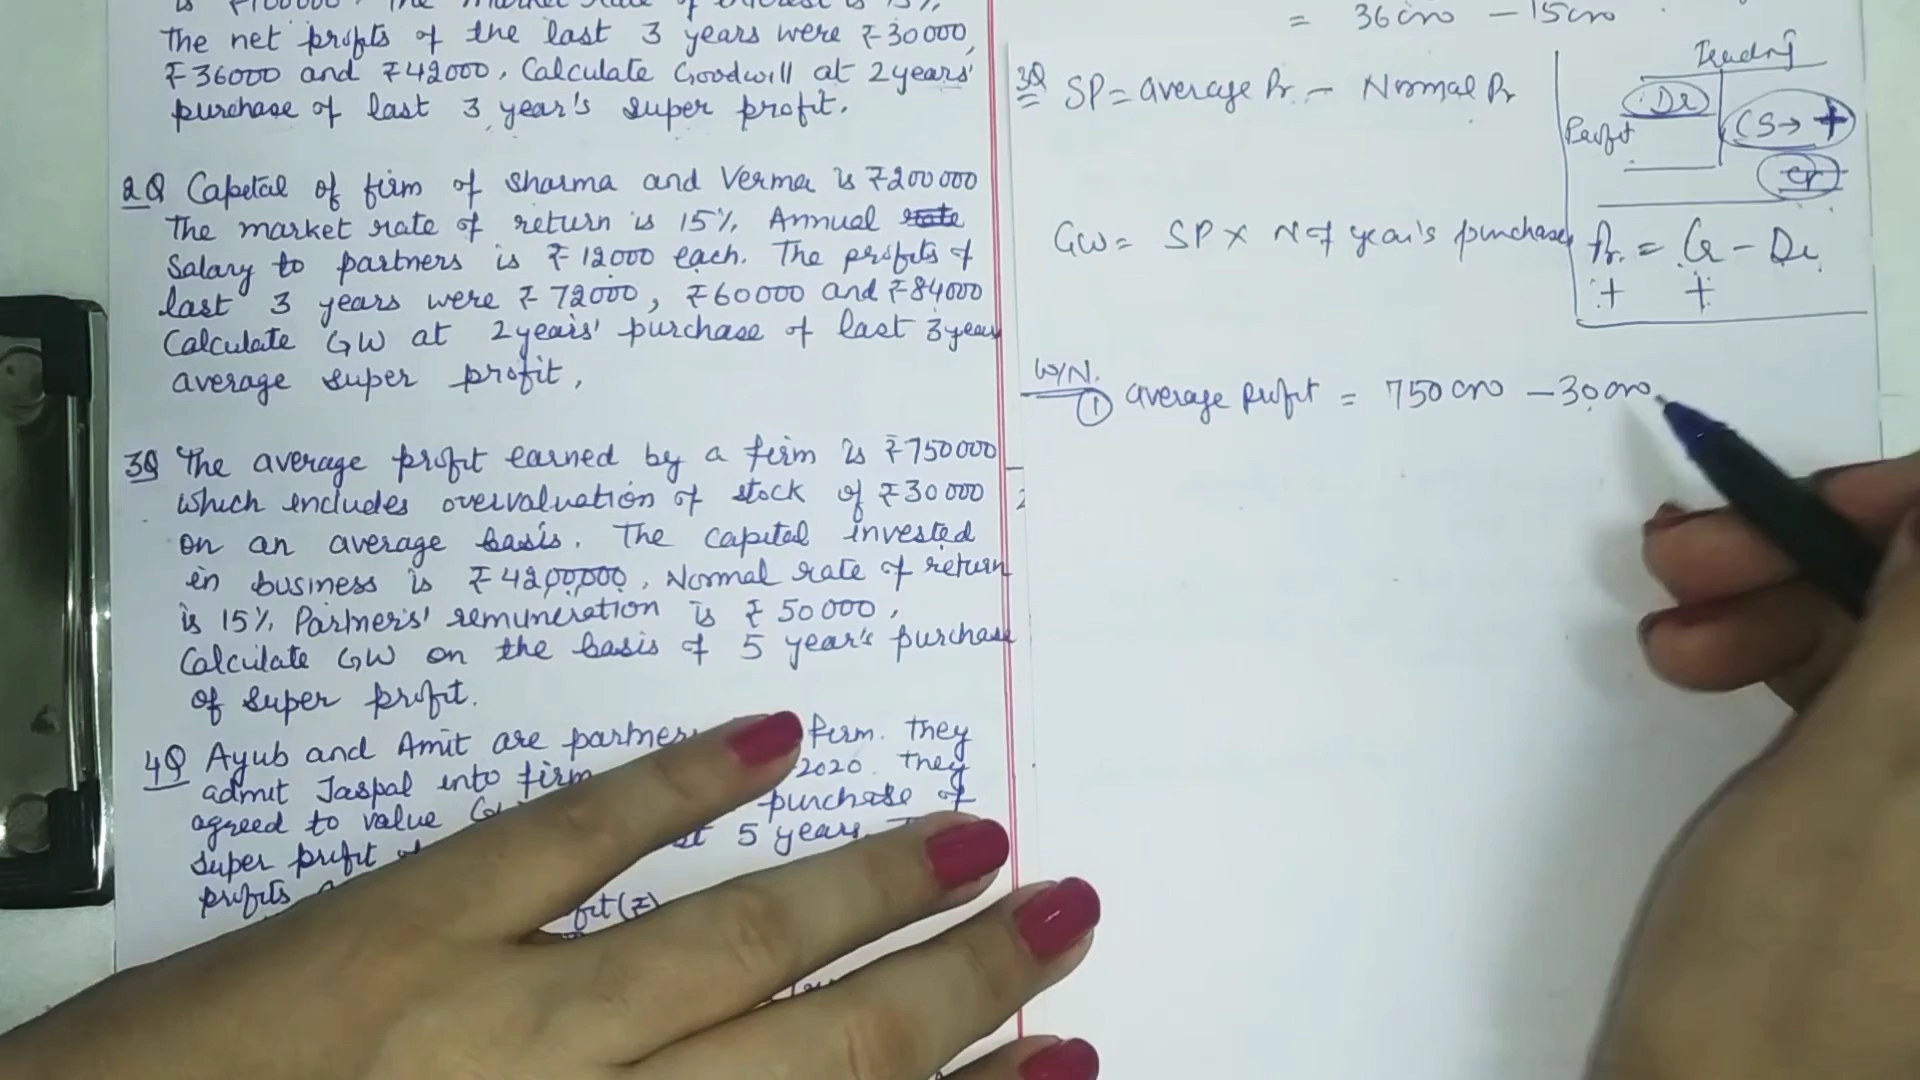 The net profits of the last 3 years were ₹30000,
₹36000 and ₹42000. Calculate Goodwill at 2 years'
purchase of last 3 year's super profit.
2Q Capetal of firm of Sharma and Verma is ₹200000
The market rate of return is 15%. Annual
Salary to partners is ₹12000 each. The profits of
last 3 years were ₹72000, ₹60000 and ₹84000
Calculate GW at 2 years' purchase of last 3 year
average super profit.
3Q The average profit earned by a firm is ₹750000
which includes overvaluation of stock of ₹30000
on an average basis. The capital invested
in business is ₹4200,000. Normal rate of return
is 15%. Partners' remuneration is ₹50000,
Calculate GW on the basis of 5 year's purchase
of super profit.
4Q Ayub and Amit are partner firm. They
admit Jaspal into firm 2020. They
agreed to value purchase of
super profit 5 years.
profits
fit (₹)
= 36000 - 15000
3Q SP = average Pr. - Normal Pr
GW = SP × N of year's purchase
W/N.
① average profit = 750000 - 30000
Trading
Dr
Profit
CS → +
Cr
Pr. = Cr - Dr
+ +